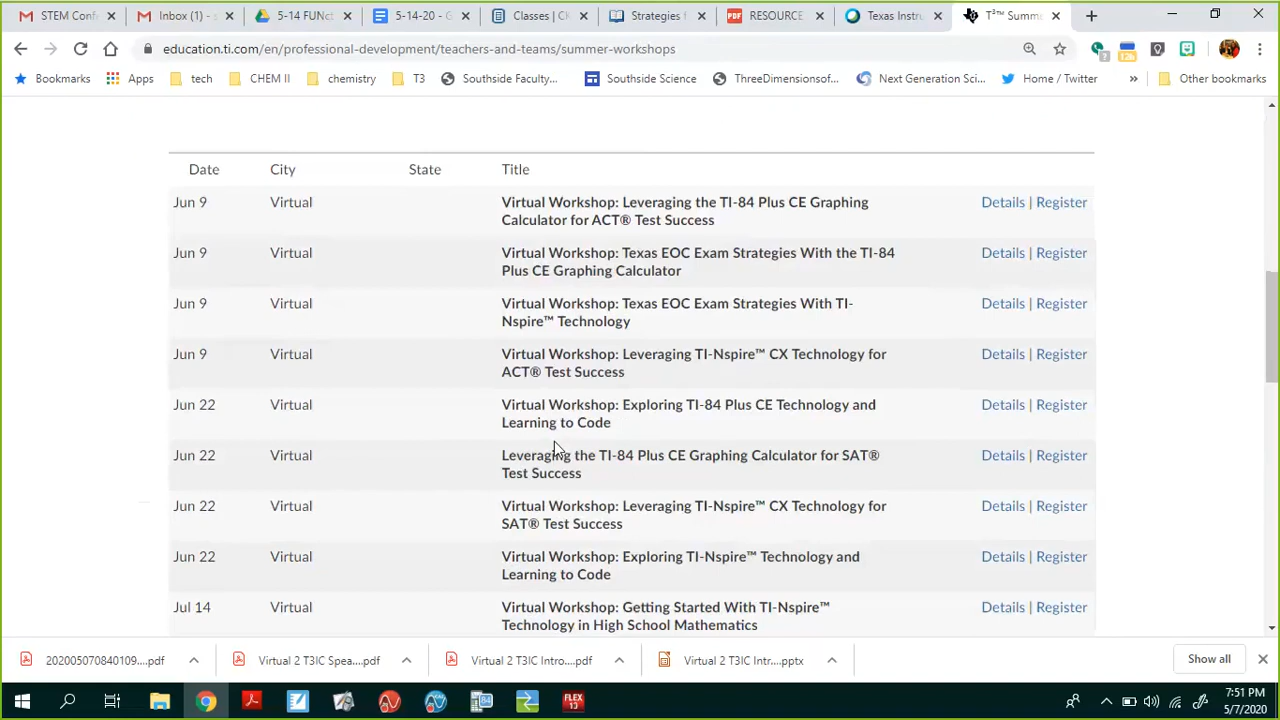 STEM Conf
Inbox (1) - s
5-14 FUNct
5-14-20 - G
Classes | CK
Strategies f
RESOURCE
Texas Instru
T³™ Summe
education.ti.com/en/professional-development/teachers-and-teams/summer-workshops
Bookmarks Apps tech CHEM II chemistry T3 Southside Faculty... Southside Science ThreeDimensionsof... Next Generation Sci... Home / Twitter » Other bookmarks
Date City State Title
Jun 9 Virtual Virtual Workshop: Leveraging the TI-84 Plus CE Graphing Details | Register
Calculator for ACT® Test Success
Jun 9 Virtual Virtual Workshop: Texas EOC Exam Strategies With the TI-84 Details | Register
Plus CE Graphing Calculator
Jun 9 Virtual Virtual Workshop: Texas EOC Exam Strategies With TI- Details | Register
Nspire™ Technology
Jun 9 Virtual Virtual Workshop: Leveraging TI-Nspire™ CX Technology for Details | Register
ACT® Test Success
Jun 22 Virtual Virtual Workshop: Exploring TI-84 Plus CE Technology and Details | Register
Learning to Code
Jun 22 Virtual Leveraging the TI-84 Plus CE Graphing Calculator for SAT® Details | Register
Test Success
Jun 22 Virtual Virtual Workshop: Leveraging TI-Nspire™ CX Technology for Details | Register
SAT® Test Success
Jun 22 Virtual Virtual Workshop: Exploring TI-Nspire™ Technology and Details | Register
Learning to Code
Jul 14 Virtual Virtual Workshop: Getting Started With TI-Nspire™ Details | Register
Technology in High School Mathematics
202005070840109....pdf Virtual 2 T3IC Spea....pdf Virtual 2 T3IC Intro....pdf Virtual 2 T3IC Intr....pptx Show all
7:51 PM
5/7/2020